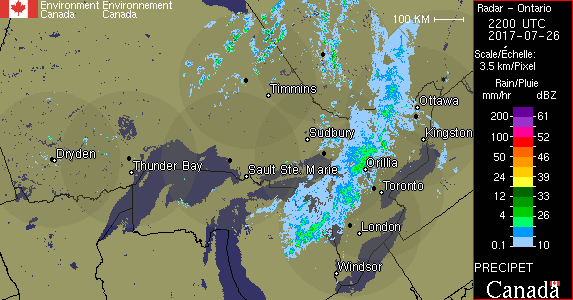 Environment Environnement
Canada Canada
100 KM
Timmins
Ottawa
Sudbury
Kingston
Dryden
Thunder Bay
Sault Ste. Marie
Orillia
Toronto
London
Windsor
Radar - Ontario
2200 UTC
2017-07-26
Scale/Échelle:
3.5 km/Pixel
Rain/Pluie
mm/hr dBZ
200 61
100 52
50 46
24 39
12 33
4 26
0.1 10
PRECIPET
Canada